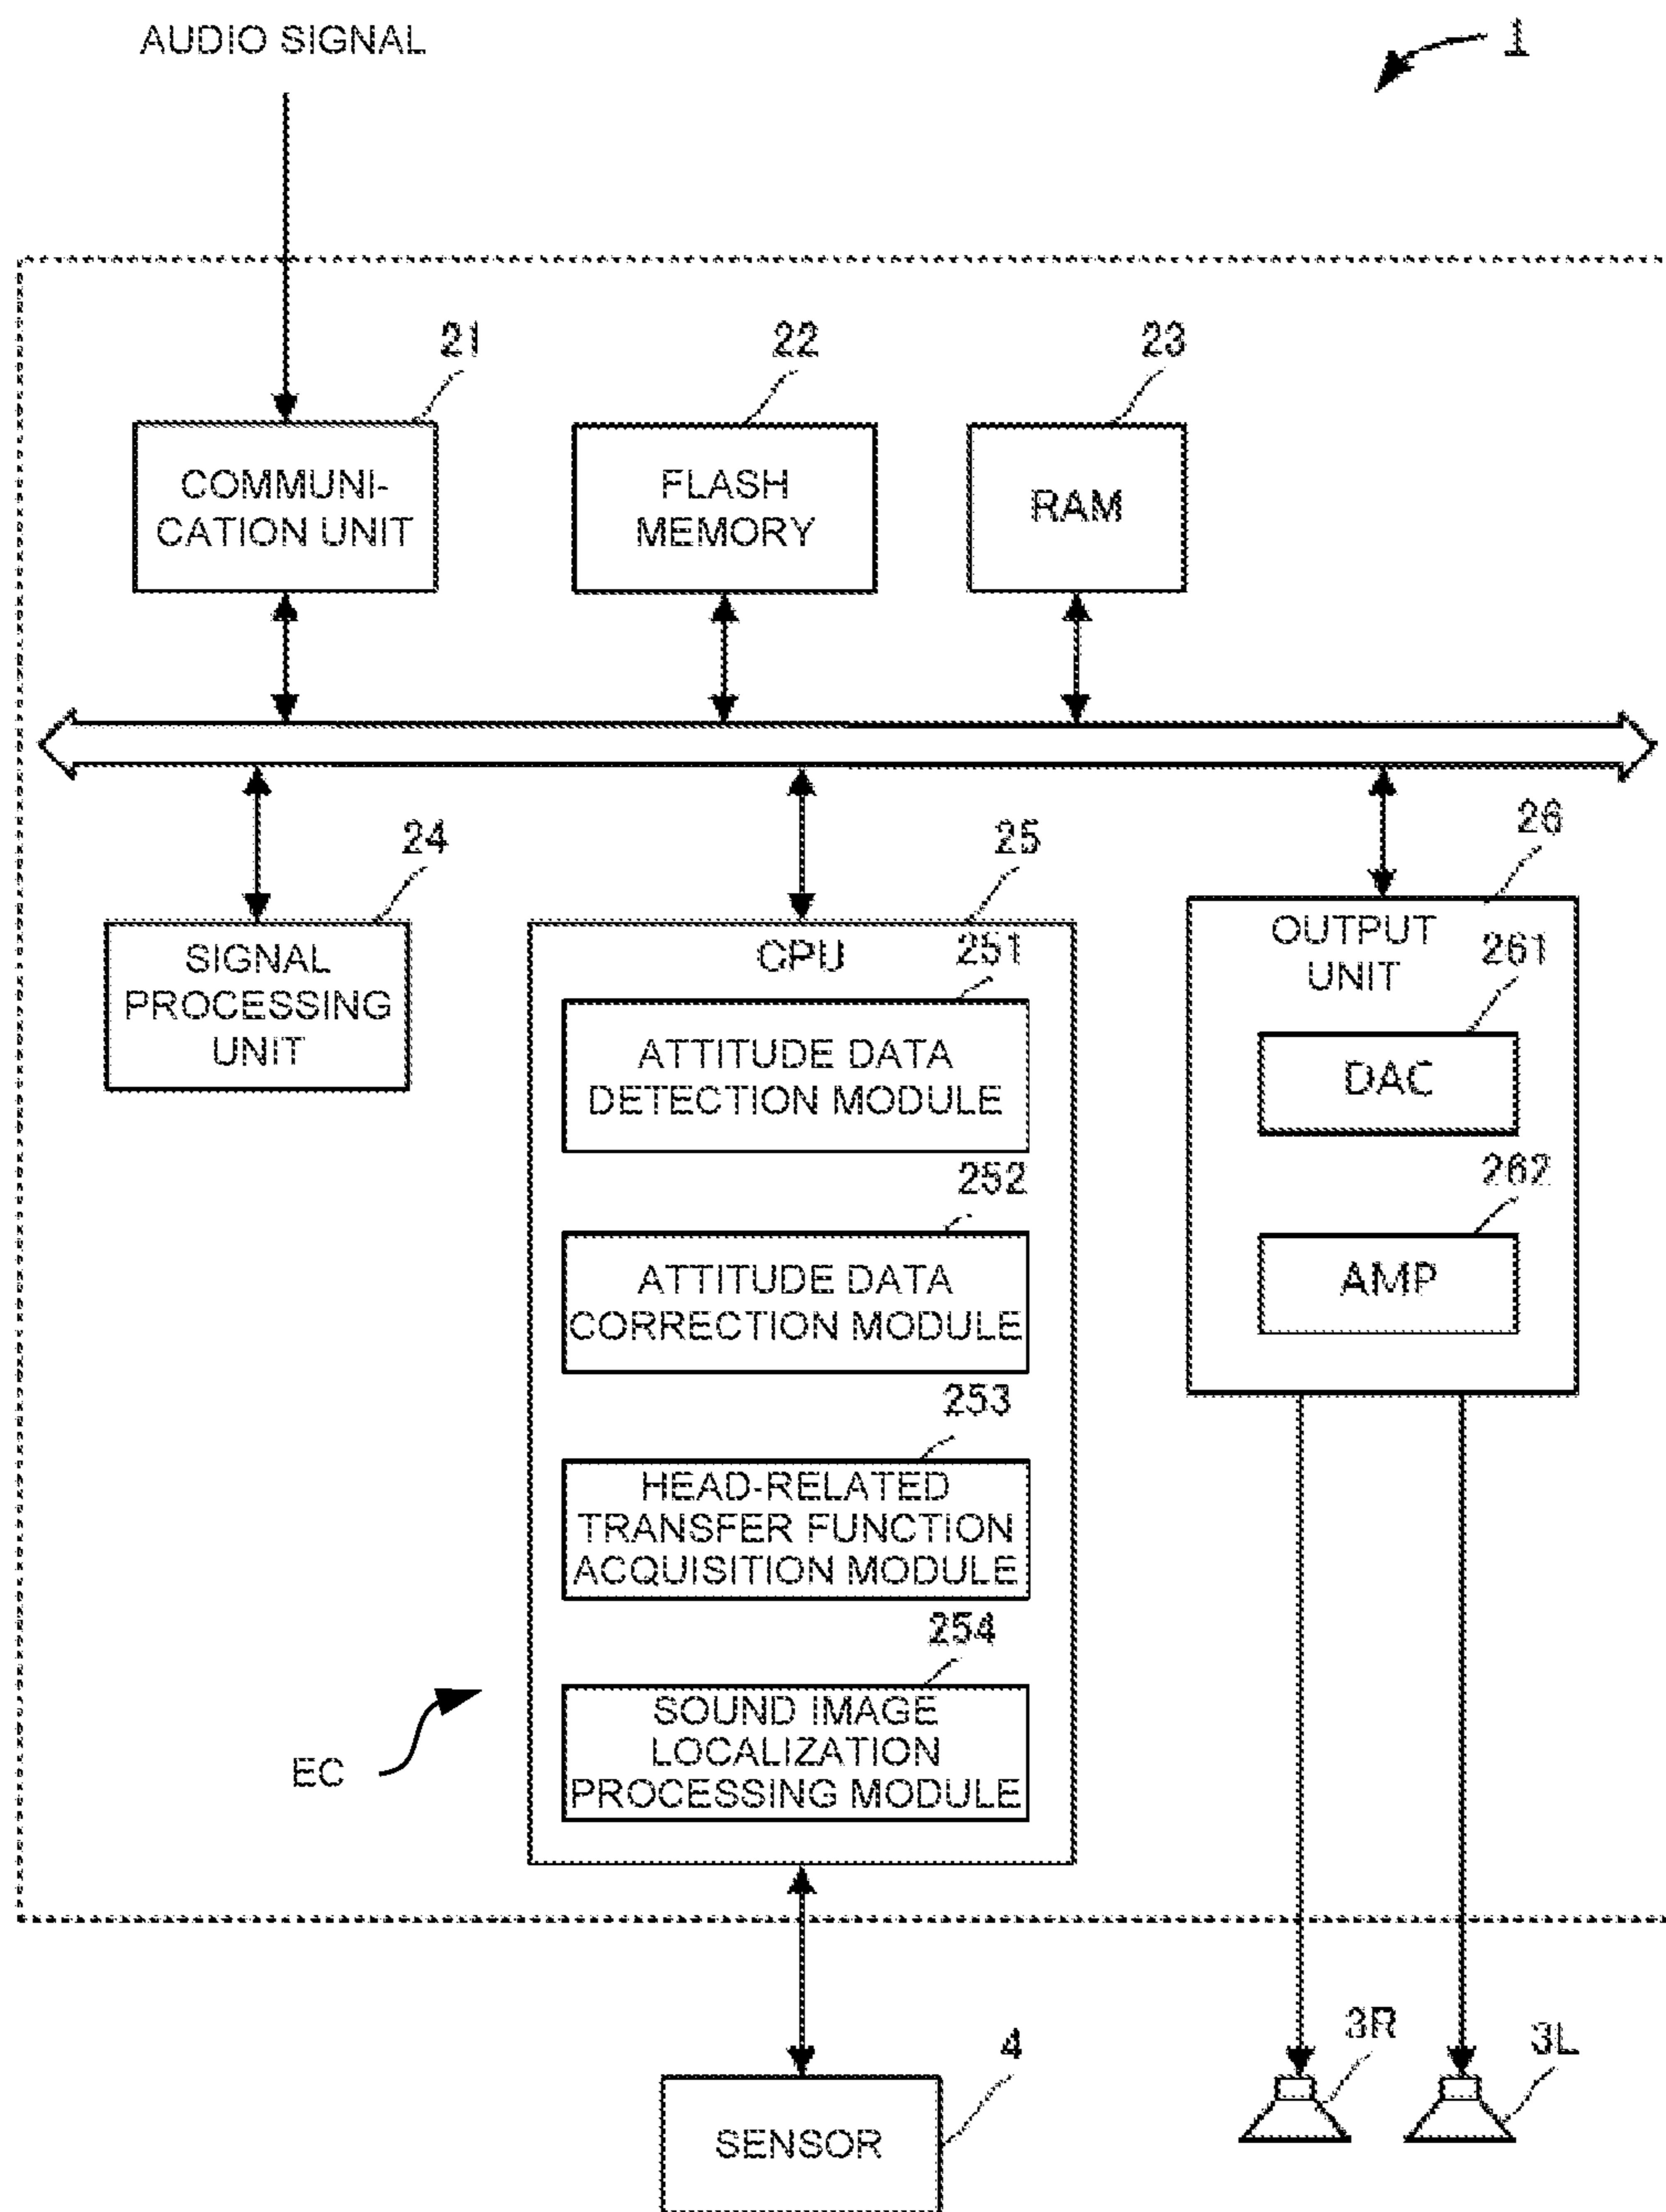 AUDIO SIGNAL
1
21
22
23
COMMUNI-
CATION UNIT
FLASH
MEMORY
RAM
24
25
26
SIGNAL
PROCESSING
UNIT
CPU
251
ATTITUDE DATA
DETECTION MODULE
252
ATTITUDE DATA
CORRECTION MODULE
253
HEAD-RELATED
TRANSFER FUNCTION
ACQUISITION MODULE
254
SOUND IMAGE
LOCALIZATION
PROCESSING MODULE
OUTPUT
UNIT
261
DAC
262
AMP
EC
4
SENSOR
3R
3L